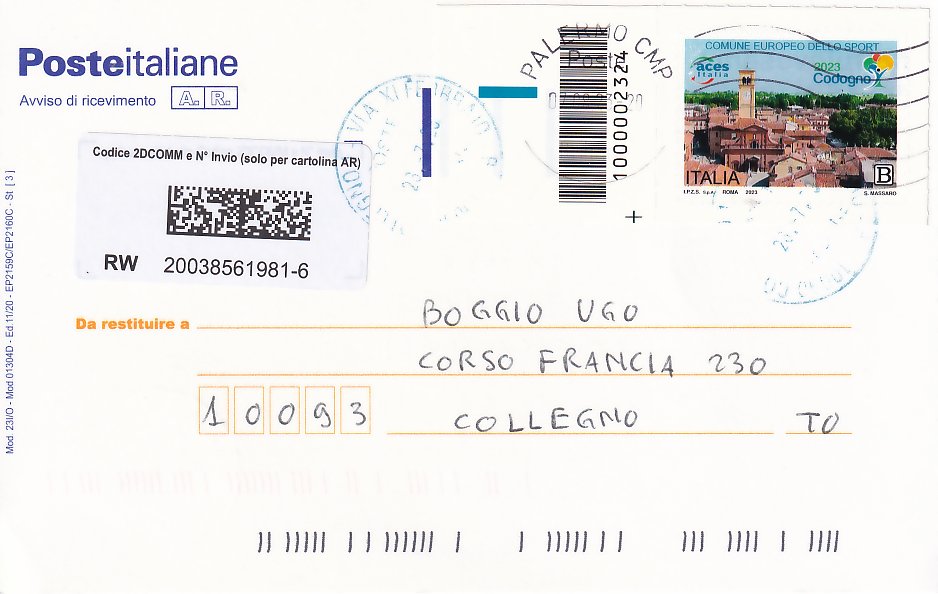 Posteitaliane
Avviso di ricevimento A. R.
Codice 2DCOMM e N° Invio (solo per cartolina AR)
RW 20038561981-6
PALERMO CMP
Poste
1000002324
COMUNE EUROPEO DELLO SPORT
aces
italia
2023
Codogno
ITALIA B
I.P.Z.S. S.p.A. ROMA 2023 S. MASSARO
Mod. 23I/O - Mod 01304D - Ed.11/20 - EP2159C/EP2160C - St [3]
Da restituire a BOGGIO UGO
CORSO FRANCIA 230
10093 COLLEGNO TO